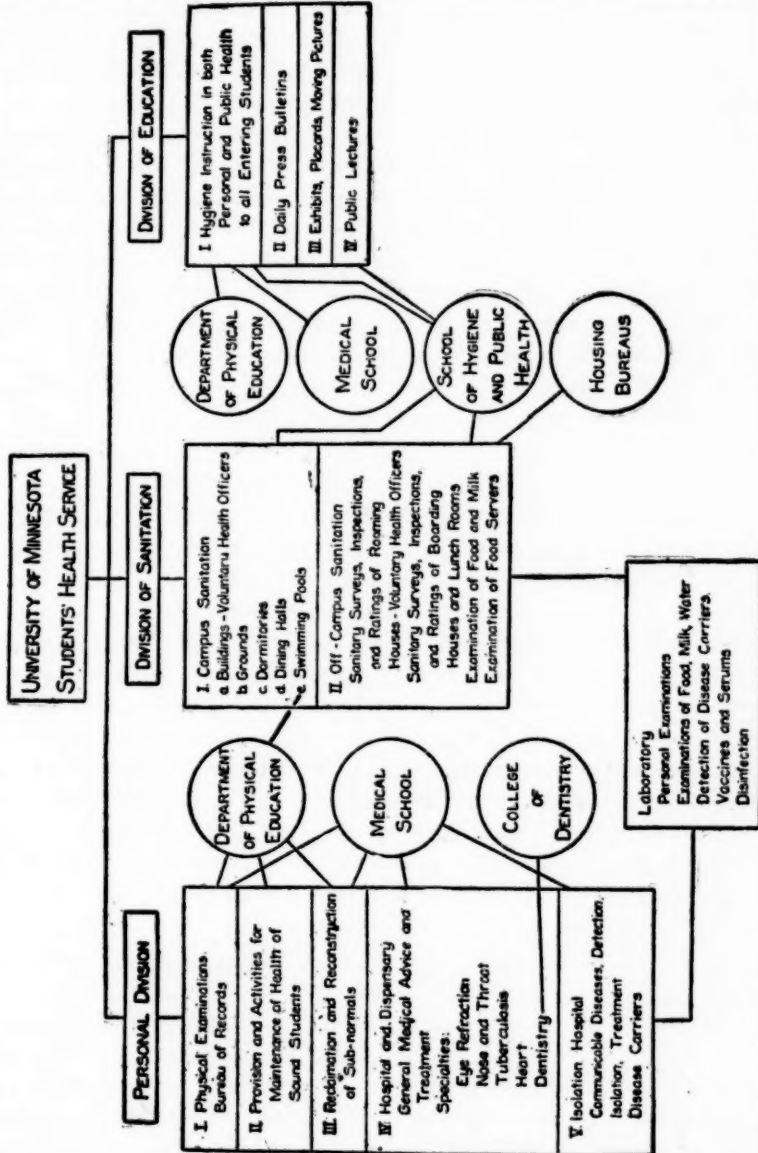 UNIVERSITY OF MINNESOTA
STUDENTS' HEALTH SERVICE
PERSONAL DIVISION
I. Physical Examinations.
Bureau of Records
II. Provision and Activities for
Maintenance of Health of
Sound Students
III. Reclamation and Reconstruction
of Sub-normals
IV. Hospital and Dispensary
General Medical Advice and
Treatment
Specialties:
Eye Refraction
Nose and Throat
Tuberculosis
Heart
Dentistry
V. Isolation Hospital
Communicable Diseases, Detection,
Isolation, Treatment
Disease Carriers
DEPARTMENT
OF PHYSICAL
EDUCATION
MEDICAL
SCHOOL
COLLEGE
OF
DENTISTRY
DIVISION OF SANITATION
I. Campus Sanitation
a Buildings - Voluntary Health Officers
b Grounds
c Dormitories
d Dining Halls
e Swimming Pools
II. Off - Campus Sanitation
Sanitary Surveys, Inspections,
and Ratings of Rooming
Houses - Voluntary Health Officers
Sanitary Surveys, Inspections,
and Ratings of Boarding
Houses and Lunch Rooms
Examination of Food and Milk
Examination of Food Servers
DEPARTMENT
OF PHYSICAL
EDUCATION
MEDICAL
SCHOOL
SCHOOL
OF HYGIENE
AND PUBLIC
HEALTH
HOUSING
BUREAUS
DIVISION OF EDUCATION
I Hygiene Instruction in both
Personal and Public Health
to all Entering Students
II Daily Press Bulletins
III Exhibits, Placards, Moving Pictures
IV Public Lectures
Laboratory
Personal Examinations
Examinations of Food, Milk, Water
Detection of Disease Carriers.
Vaccines and Serums
Disinfection